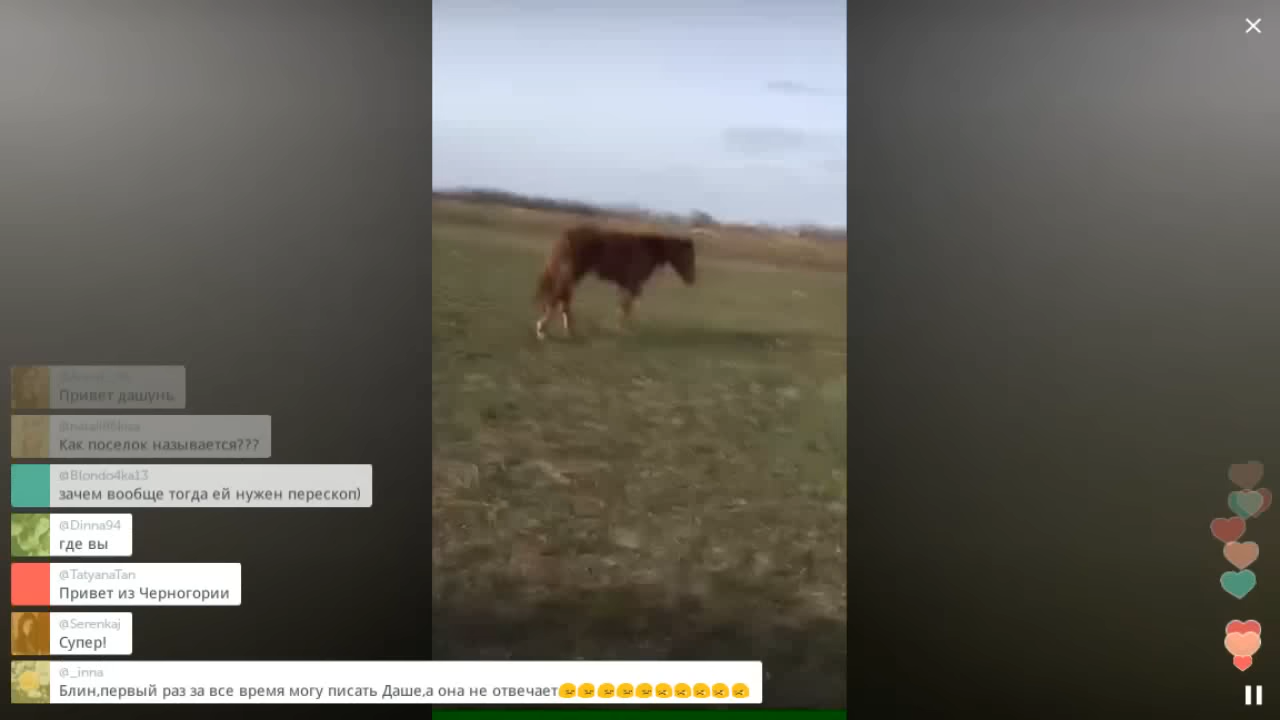 Привет дашунь
@natali86kisa
Как поселок называется???
@Blondo4ka13
зачем вообще тогда ей нужен перескоп)
@Dinna94
где вы
@TatyanaTan
Привет из Черногории
@Serenkaj
Супер!
@_inna
Блин,первый раз за все время могу писать Даше,а она не отвечает